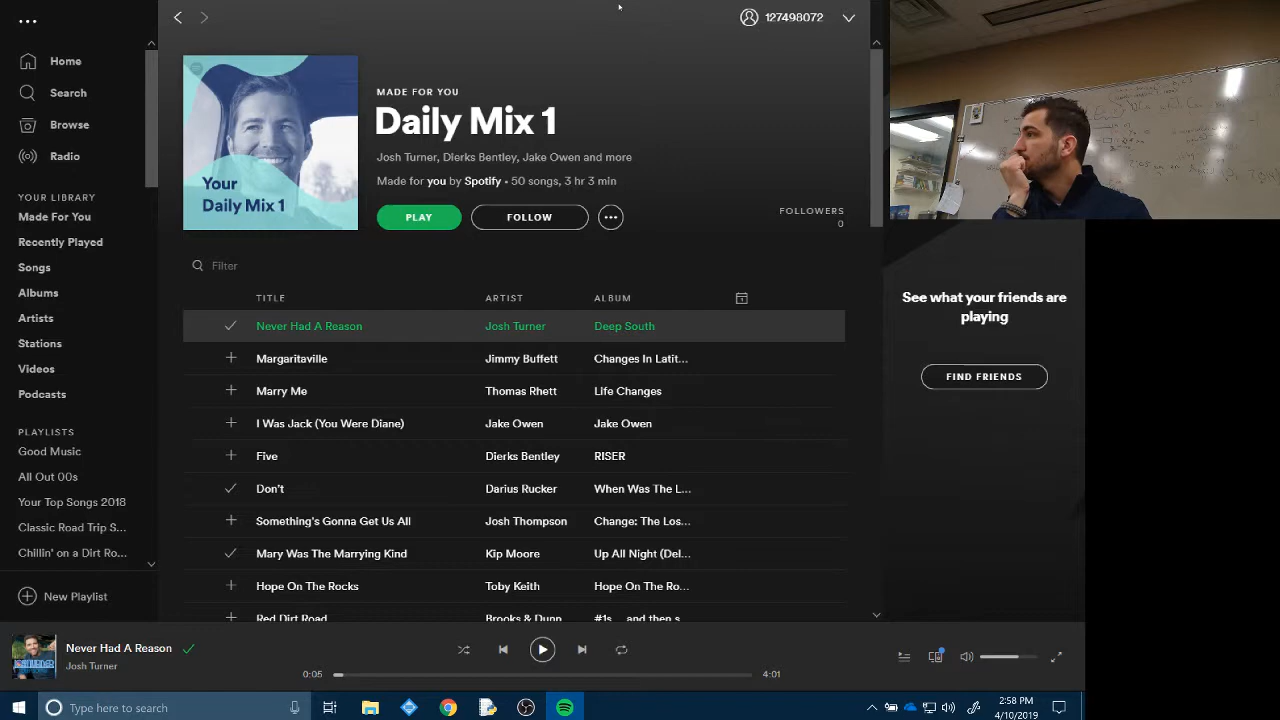 127498072
Home
Search
Browse
Radio
YOUR LIBRARY
Made For You
Recently Played
Songs
Albums
Artists
Stations
Videos
Podcasts
PLAYLISTS
Good Music
All Out 00s
Your Top Songs 2018
Classic Road Trip S...
Chillin' on a Dirt Ro...
New Playlist
Your
Daily Mix 1
MADE FOR YOU
Daily Mix 1
Josh Turner, Dierks Bentley, Jake Owen and more
Made for you by Spotify • 50 songs, 3 hr 3 min
PLAY FOLLOW
FOLLOWERS
0
Filter
TITLE ARTIST ALBUM
Never Had A Reason Josh Turner Deep South
Margaritaville Jimmy Buffett Changes In Latit...
Marry Me Thomas Rhett Life Changes
I Was Jack (You Were Diane) Jake Owen Jake Owen
Five Dierks Bentley RISER
Don't Darius Rucker When Was The L...
Something's Gonna Get Us All Josh Thompson Change: The Los...
Mary Was The Marrying Kind Kip Moore Up All Night (Del...
Hope On The Rocks Toby Keith Hope On The Ro...
Red Dirt Road Brooks & Dunn #1s ... and then s
See what your friends are
playing
FIND FRIENDS
Never Had A Reason
Josh Turner
0:05 4:01
Type here to search
2:58 PM
4/10/2019